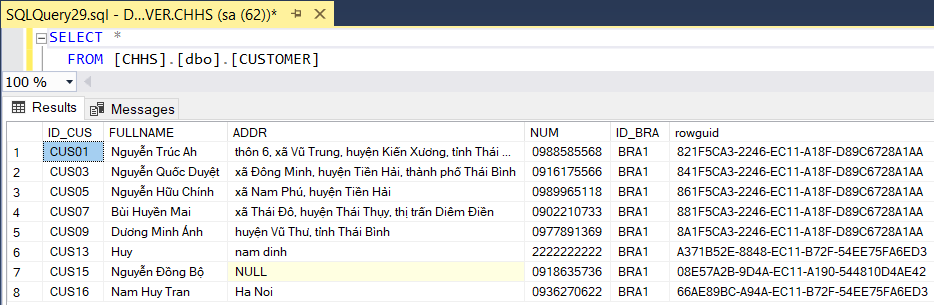 SQLQuery29.sql - D...VER.CHHS (sa (62))*
SELECT *
FROM [CHHS].[dbo].[CUSTOMER]
100 %
Results Messages
ID_CUS FULLNAME ADDR NUM ID_BRA rowguid
1 CUS01 Nguyễn Trúc Ah thôn 6, xã Vũ Trung, huyện Kiến Xương, tỉnh Thái ... 0988585568 BRA1 821F5CA3-2246-EC11-A18F-D89C6728A1AA
2 CUS03 Nguyễn Quốc Duyệt xã Đông Minh, huyện Tiền Hải, thành phố Thái Bình 0916175566 BRA1 841F5CA3-2246-EC11-A18F-D89C6728A1AA
3 CUS05 Nguyễn Hữu Chính xã Nam Phú, huyện Tiền Hải 0989965118 BRA1 861F5CA3-2246-EC11-A18F-D89C6728A1AA
4 CUS07 Bùi Huyền Mai xã Thái Đô, huyện Thái Thụy, thị trấn Diêm Điền 0902210733 BRA1 881F5CA3-2246-EC11-A18F-D89C6728A1AA
5 CUS09 Dương Minh Ánh huyện Vũ Thư, tỉnh Thái Bình 0977891369 BRA1 8A1F5CA3-2246-EC11-A18F-D89C6728A1AA
6 CUS13 Huy nam dinh 2222222222 BRA1 A371B52E-8848-EC11-B72F-54EE75FA6ED3
7 CUS15 Nguyễn Đồng Bộ NULL 0918635736 BRA1 08E57A2B-9D4A-EC11-A190-544810D4AE42
8 CUS16 Nam Huy Tran Ha Noi 0936270622 BRA1 66AE89BC-A94A-EC11-B72F-54EE75FA6ED3